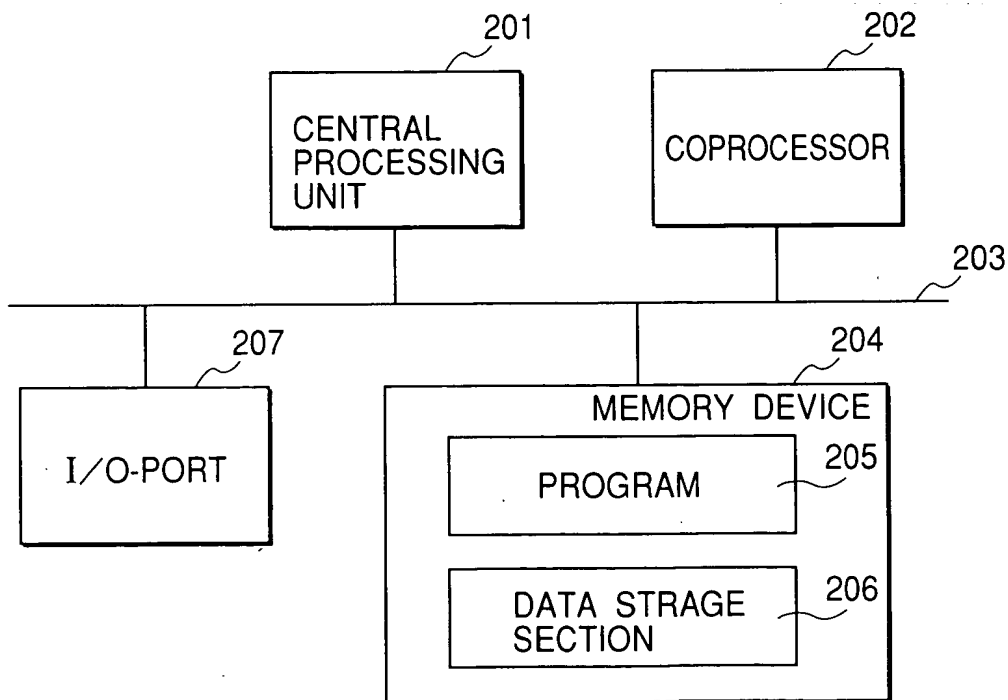 201
CENTRAL
PROCESSING
UNIT
202
COPROCESSOR
203
207
I/O-PORT
204
MEMORY DEVICE
205
PROGRAM
206
DATA STRAGE
SECTION